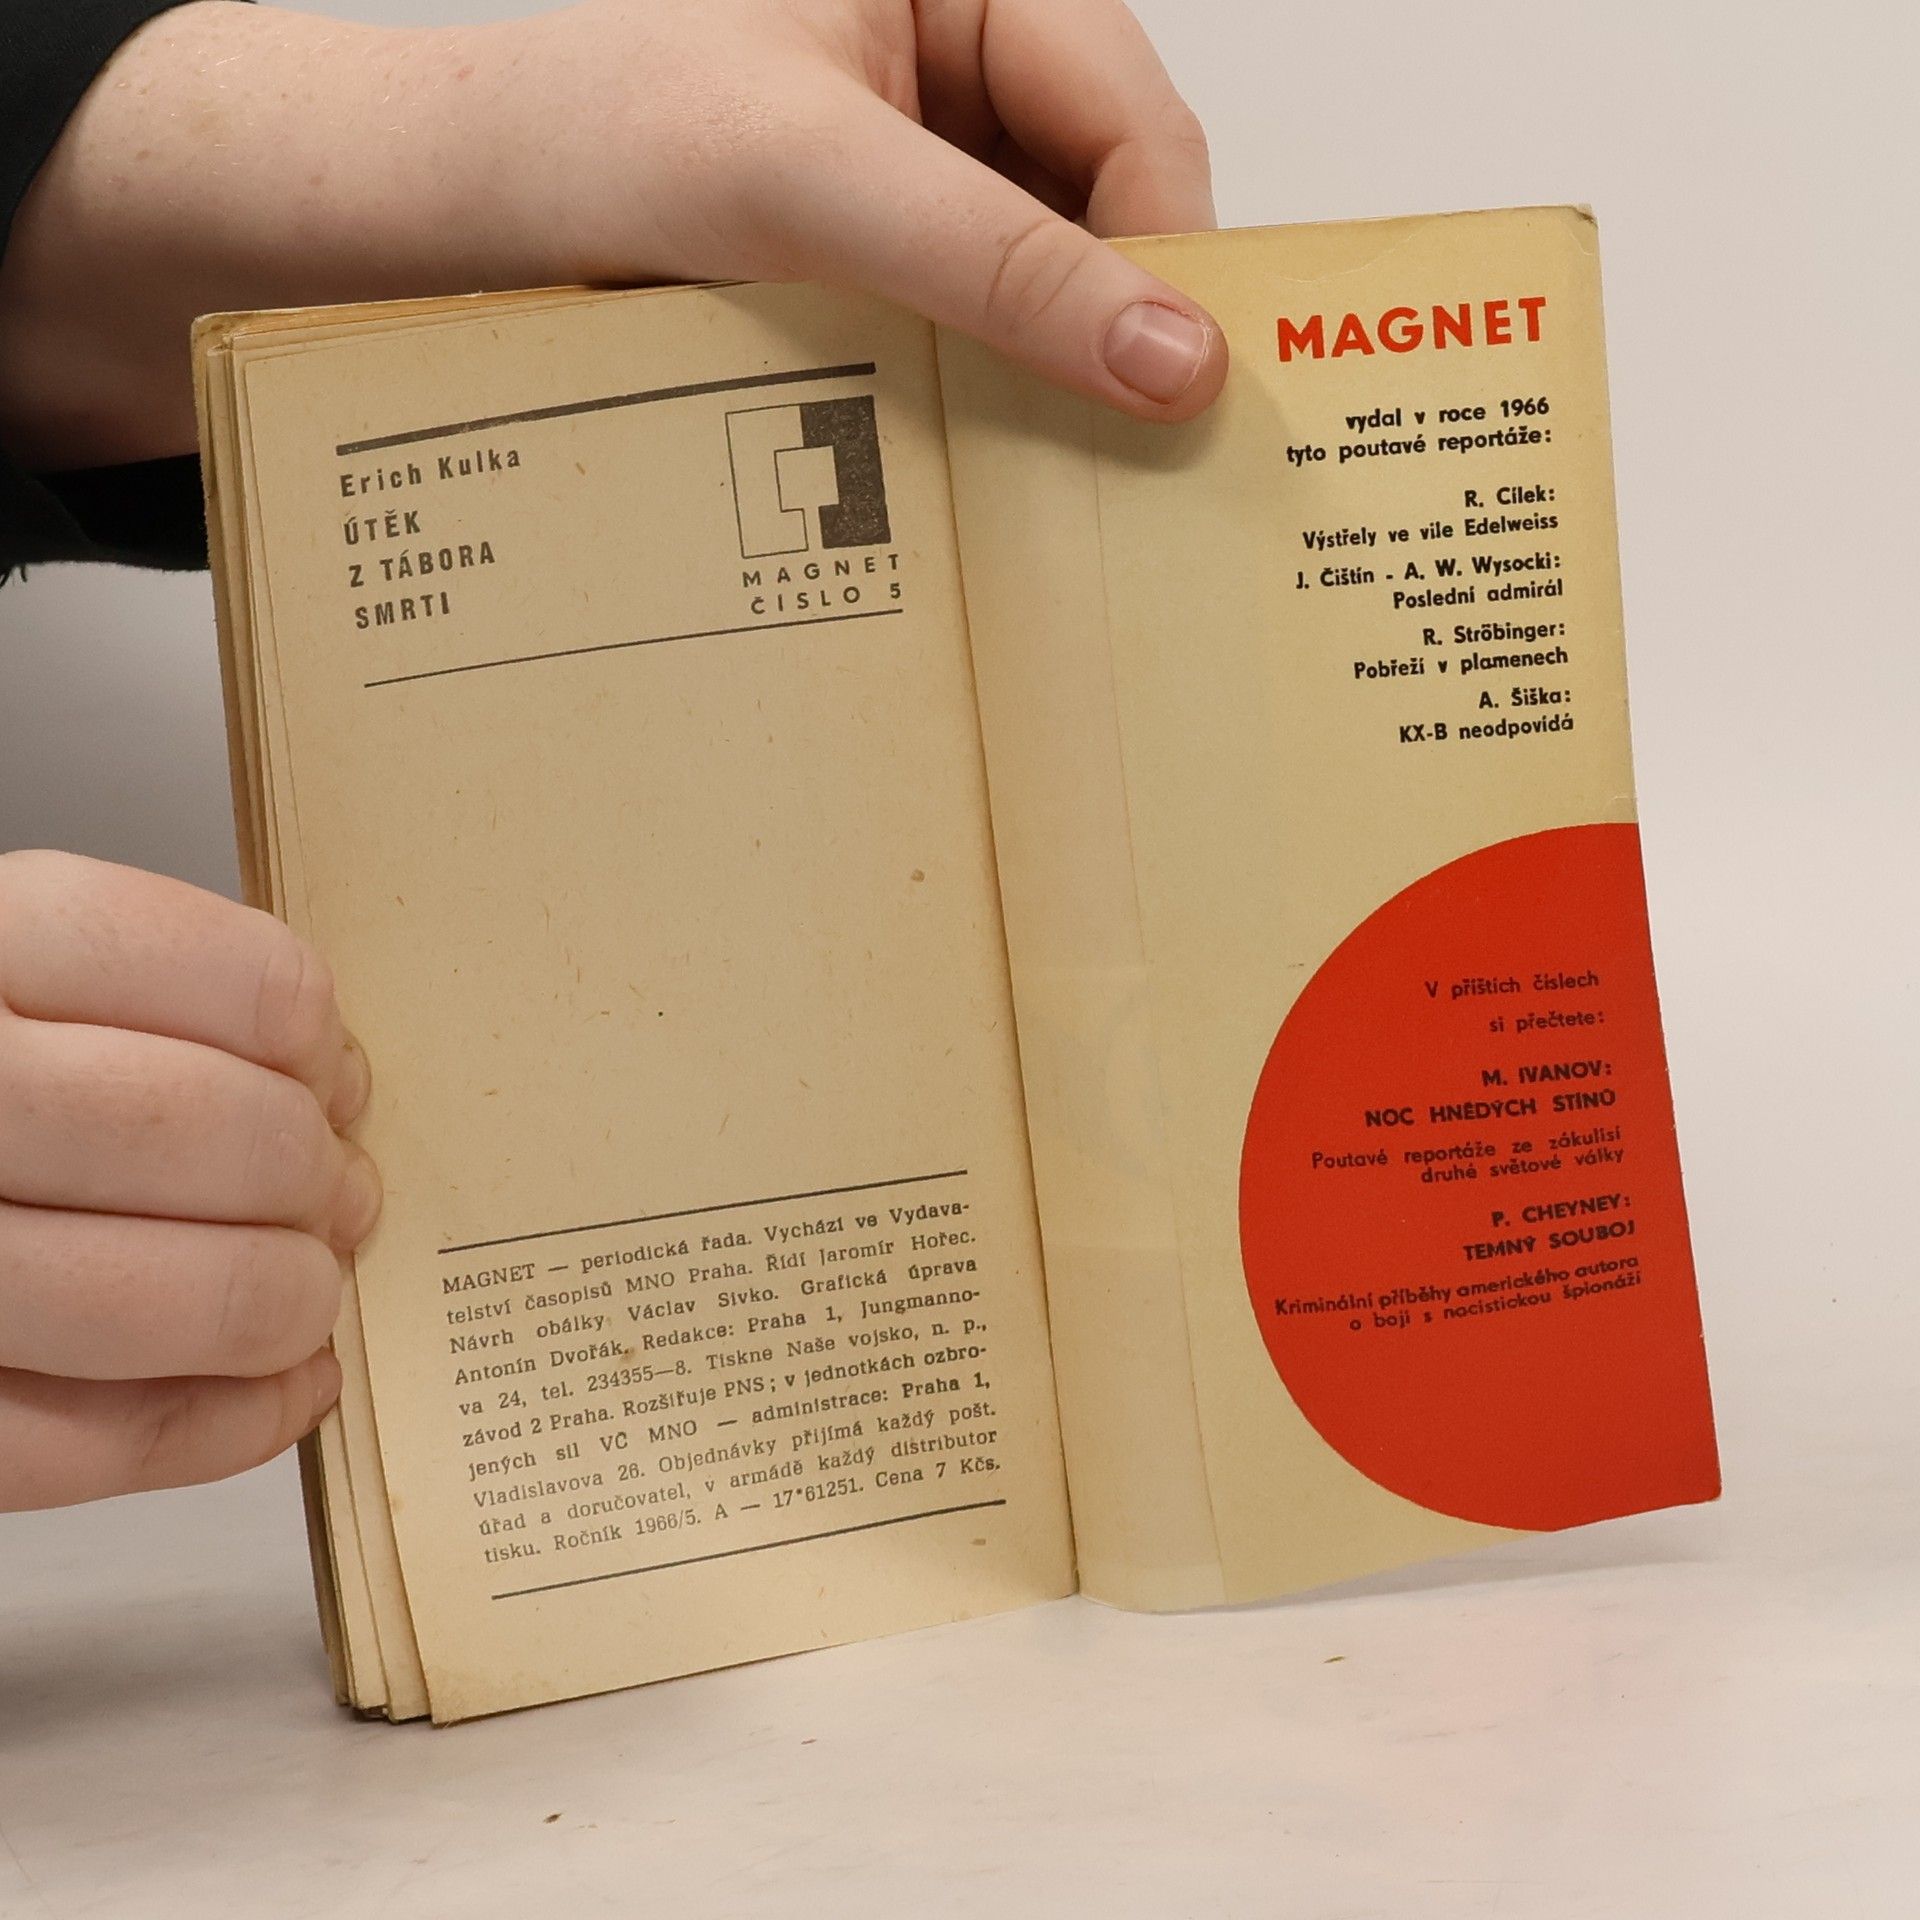 Erich Kulka
ÚTĚK
Z TÁBORA
SMRTI
MAGNET
ČÍSLO 5
MAGNET — periodická řada. Vychází ve Vydava-
telství časopisů MNO Praha. Řídí Jaromír Hořec.
Návrh obálky Václav Sivko. Grafická úprava
Antonín Dvořák. Redakce: Praha 1, Jungmanno-
va 24, tel. 234355—8. Tiskne Naše vojsko, n. p.,
závod 2 Praha. Rozšiřuje PNS; v jednotkách ozbro-
jených sil VČ MNO — administrace: Praha 1,
Vladislavova 26. Objednávky přijímá každý pošt.
úřad a doručovatel, v armádě každý distributor
tisku. Ročník 1966/5. A — 17*61251. Cena 7 Kčs.
MAGNET
vydal v roce 1966
tyto poutavé reportáže:
R. Cílek:
Výstřely ve vile Edelweiss
J. Čištín - A. W. Wysocki:
Poslední admirál
R. Ströbinger:
Pobřeží v plamenech
A. Šiška:
KX-B neodpovídá
V příštích číslech
si přečtete:
M. IVANOV:
NOC HNĚDÝCH STÍNŮ
Poutavé reportáže ze zákulisí
druhé světové války
P. CHEYNEY:
TEMNÝ SOUBOJ
Kriminální příběhy amerického autora
o boji s nacistickou špionáží